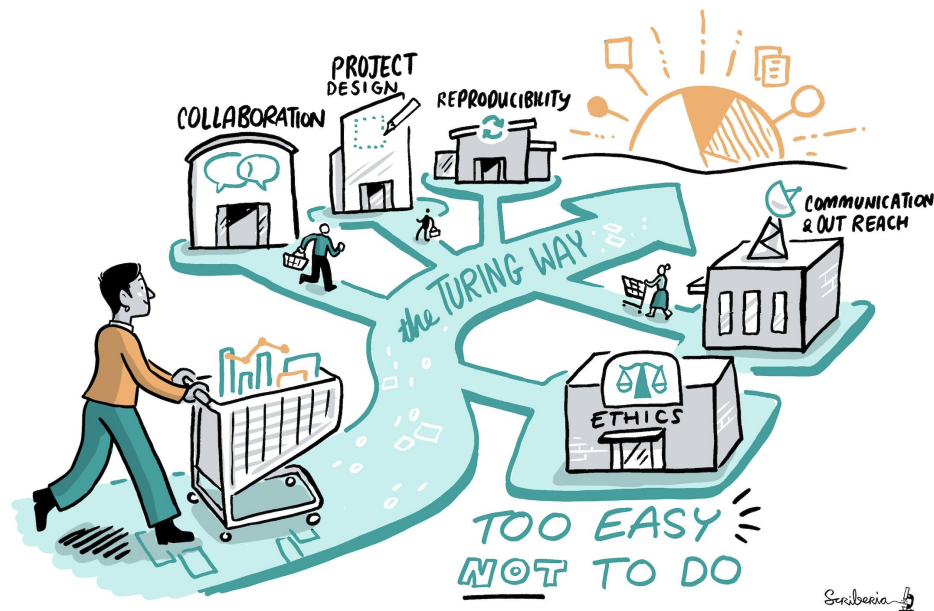 COLLABORATION
PROJECT
DESIGN
REPRODUCIBILITY
COMMUNICATION
& OUT REACH
the TURING WAY
ETHICS
TOO EASY
NOT TO DO
Scriberia